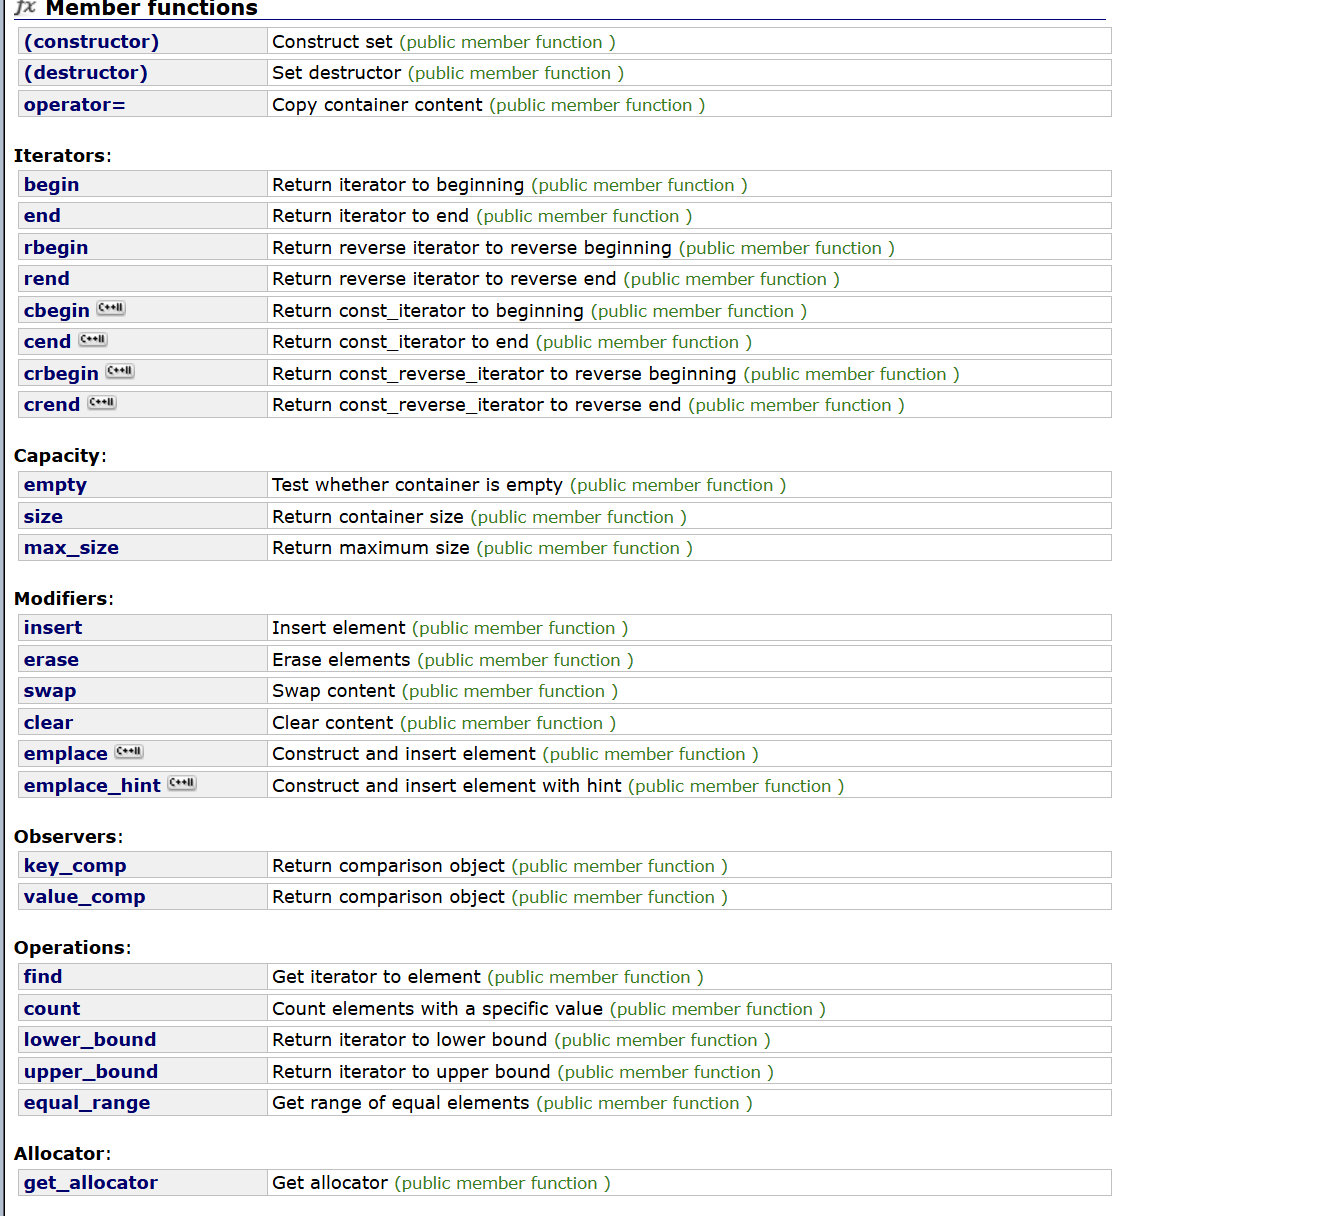 fx Member functions
(constructor) Construct set (public member function )
(destructor) Set destructor (public member function )
operator= Copy container content (public member function )
Iterators:
begin Return iterator to beginning (public member function )
end Return iterator to end (public member function )
rbegin Return reverse iterator to reverse beginning (public member function )
rend Return reverse iterator to reverse end (public member function )
cbegin C++11 Return const_iterator to beginning (public member function )
cend C++11 Return const_iterator to end (public member function )
crbegin C++11 Return const_reverse_iterator to reverse beginning (public member function )
crend C++11 Return const_reverse_iterator to reverse end (public member function )
Capacity:
empty Test whether container is empty (public member function )
size Return container size (public member function )
max_size Return maximum size (public member function )
Modifiers:
insert Insert element (public member function )
erase Erase elements (public member function )
swap Swap content (public member function )
clear Clear content (public member function )
emplace C++11 Construct and insert element (public member function )
emplace_hint C++11 Construct and insert element with hint (public member function )
Observers:
key_comp Return comparison object (public member function )
value_comp Return comparison object (public member function )
Operations:
find Get iterator to element (public member function )
count Count elements with a specific value (public member function )
lower_bound Return iterator to lower bound (public member function )
upper_bound Return iterator to upper bound (public member function )
equal_range Get range of equal elements (public member function )
Allocator:
get_allocator Get allocator (public member function )